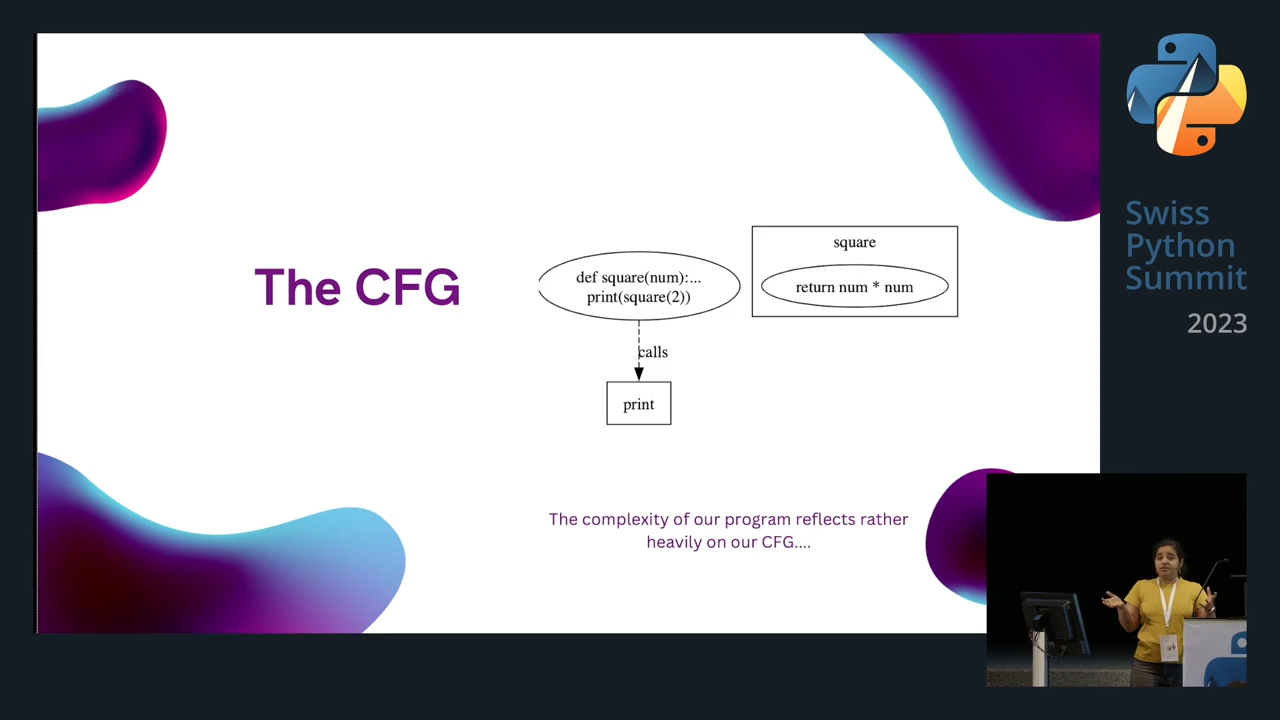 The CFG
def square(num):...
print(square(2))
calls
print
square
return num * num
The complexity of our program reflects rather
heavily on our CFG....
Swiss
Python
Summit
2023